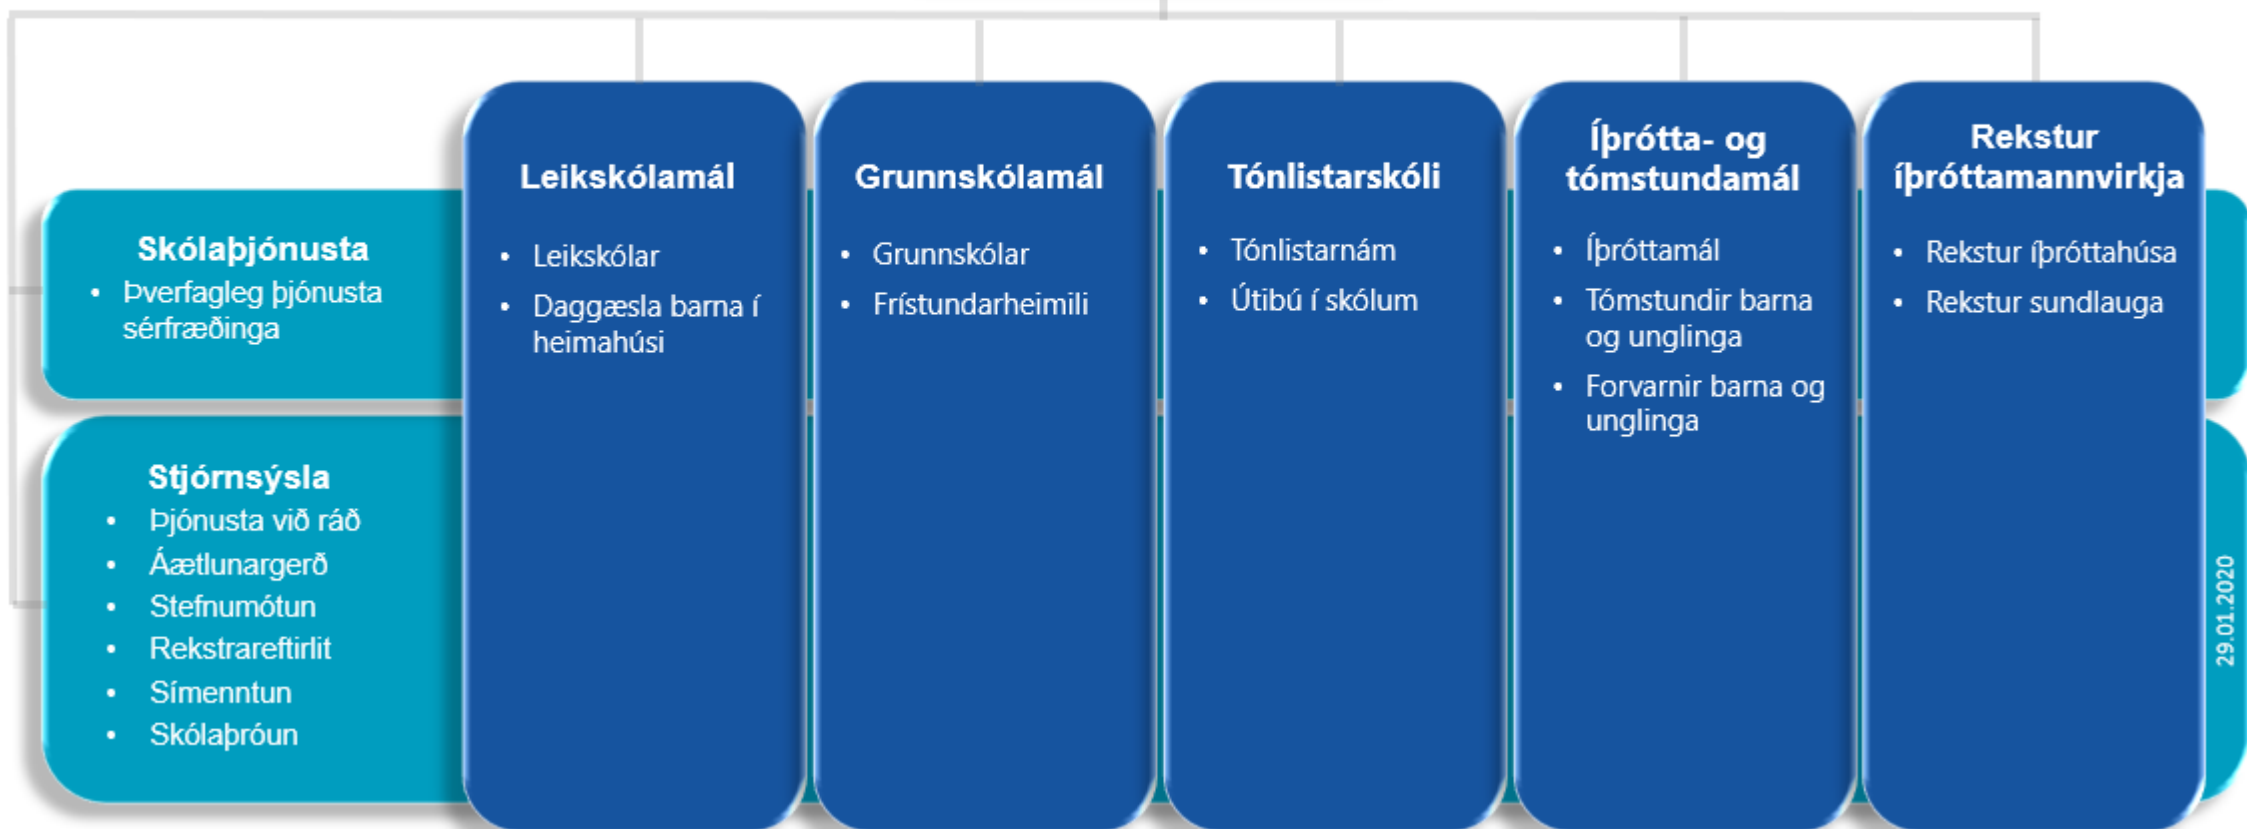 Skólaþjónusta
• Þverfagleg þjónusta
sérfræðinga
Stjórnsýsla
• Þjónusta við ráð
• Áætlunargerð
• Stefnumótun
• Rekstrareftirlit
• Símenntun
• Skólaþróun
Leikskólamál
• Leikskólar
• Daggæsla barna í
heimahúsi
Grunnskólamál
• Grunnskólar
• Frístundarheimili
Tónlistarskóli
• Tónlistarnám
• Útibú í skólum
Íþrótta- og
tómstundamál
• Íþróttamál
• Tómstundir barna
og unglinga
• Forvarnir barna og
unglinga
Rekstur
íþróttamannvirkja
• Rekstur íþróttahúsa
• Rekstur sundlauga
29.01.2020